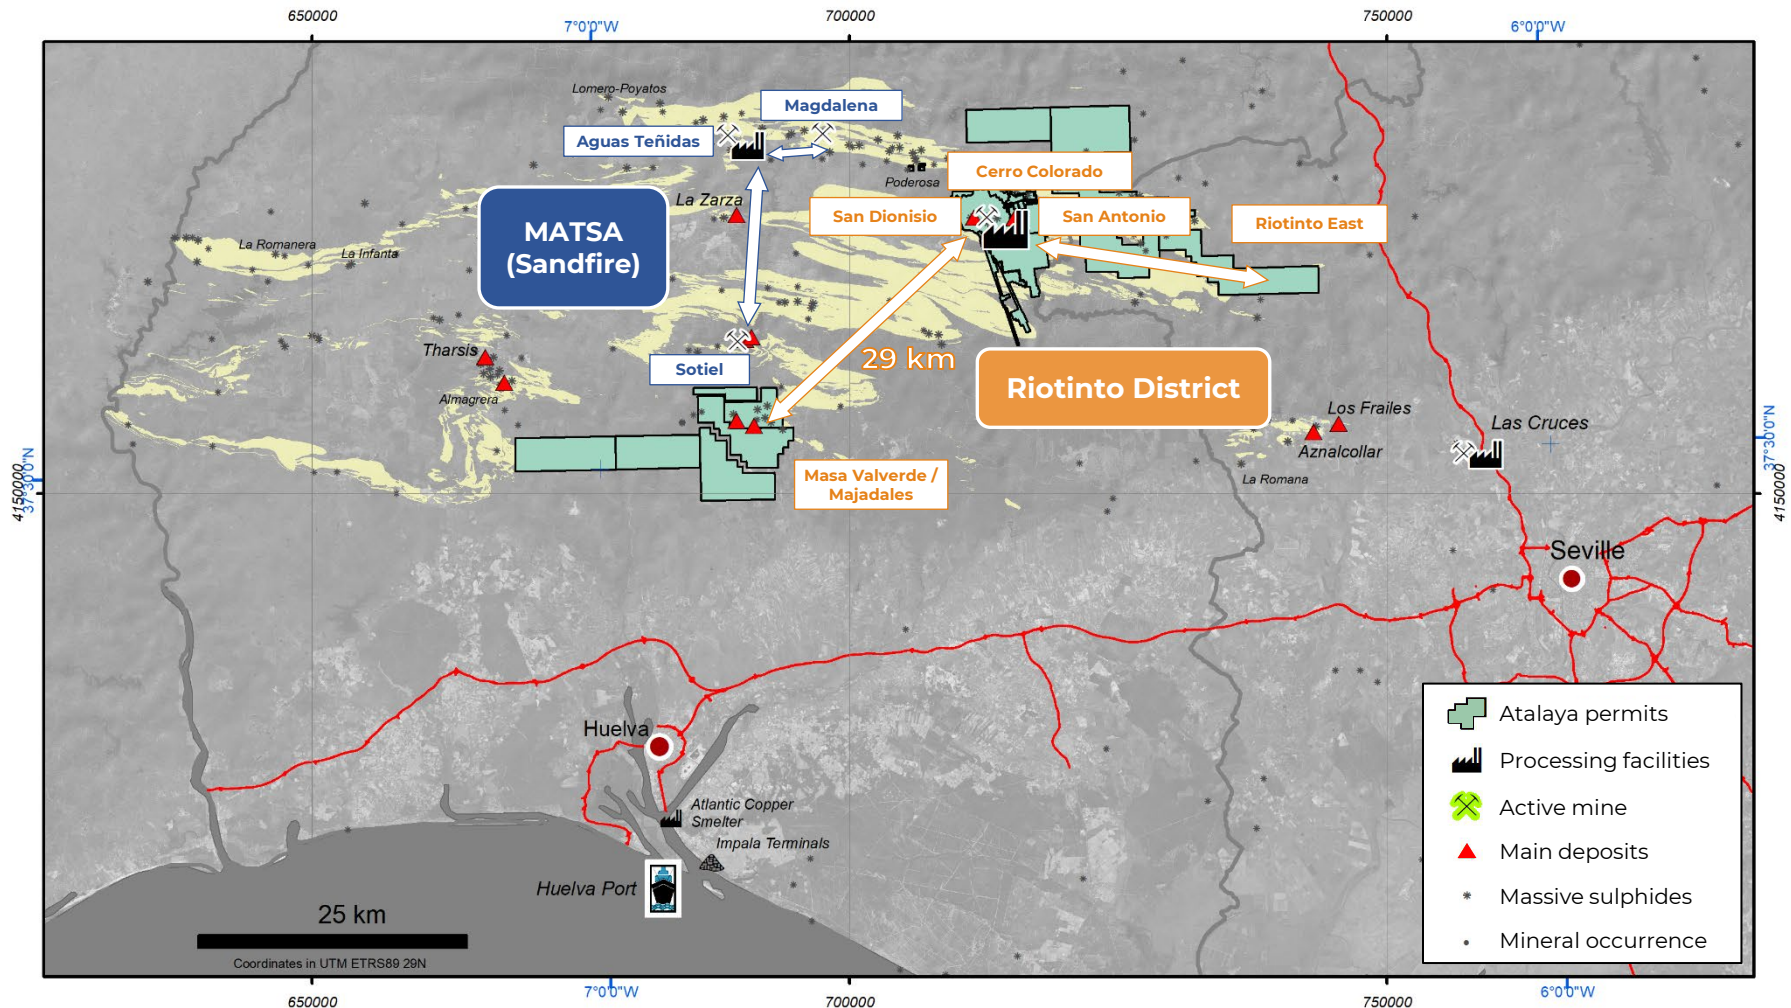 650000
700000
750000
7°0'0"W
6°0'0"W
Lomero-Poyatos
Magdalena
Aguas Teñidas
Poderosa
Cerro Colorado
La Zarza
San Dionisio
San Antonio
Riotinto East
MATSA
(Sandfire)
La Romanera
La Infanta
Tharsis
Almagrera
Sotiel
29 km
Riotinto District
Los Frailes
Aznalcollar
La Romana
Las Cruces
Masa Valverde /
Majadales
4150000
37°30'0"N
37°30'0"N
4150000
Seville
Huelva
Atlantic Copper
Smelter
Impala Terminals
Huelva Port
25 km
Coordinates in UTM ETRS89 29N
Atalaya permits
Processing facilities
Active mine
Main deposits
Massive sulphides
Mineral occurrence
650000
7°0'0"W
700000
750000
6°0'0"W